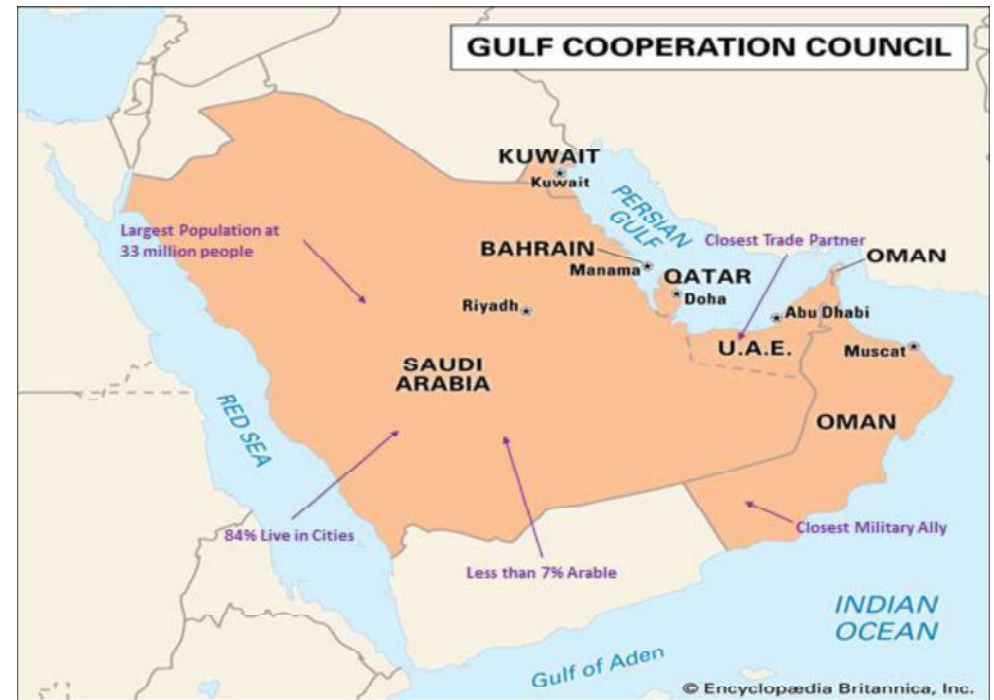 GULF COOPERATION COUNCIL
KUWAIT
Kuwait
PERSIAN
GULF
Largest Population at
33 million people
Closest Trade Partner
BAHRAIN
Manama
OMAN
QATAR
Doha
Riyadh
Abu Dhabi
U.A.E.
Muscat
SAUDI
ARABIA
RED SEA
OMAN
84% Live in Cities
Closest Military Ally
Less than 7% Arable
INDIAN
OCEAN
Gulf of Aden
© Encyclopædia Britannica, Inc.